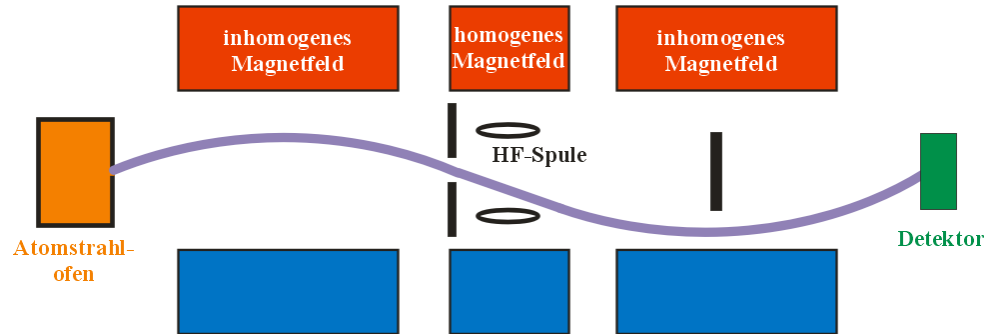 inhomogenes
Magnetfeld
homogenes
Magnetfeld
inhomogenes
Magnetfeld
HF-Spule
Atomstrahl-
ofen
Detektor